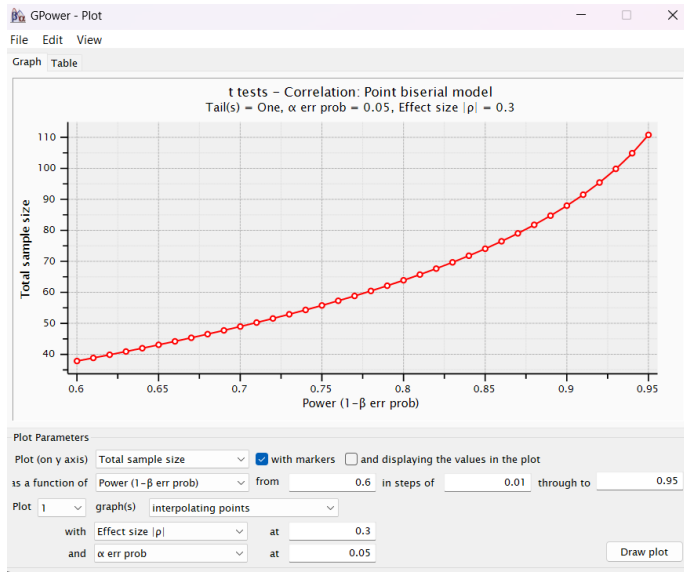 GPower - Plot
File Edit View
Graph Table
t tests - Correlation: Point biserial model
Tail(s) = One, α err prob = 0.05, Effect size |ρ| = 0.3
Total sample size
110
100
90
80
70
60
50
40
0.6 0.65 0.7 0.75 0.8 0.85 0.9 0.95
Power (1-β err prob)
Plot Parameters
Plot (on y axis) Total sample size with markers and displaying the values in the plot
as a function of Power (1-β err prob) from 0.6 in steps of 0.01 through to 0.95
Plot 1 graph(s) interpolating points
with Effect size |ρ| at 0.3
and α err prob at 0.05
Draw plot